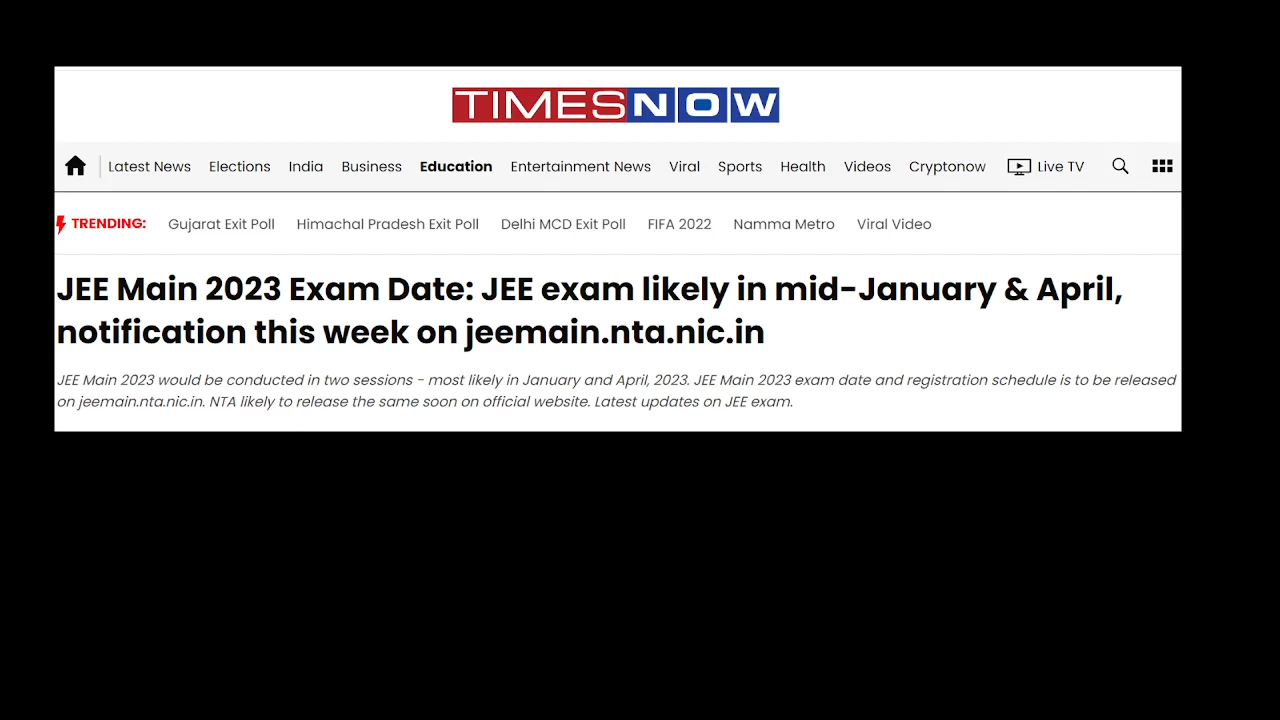 TIMES NOW
Latest News Elections India Business Education Entertainment News Viral Sports Health Videos Cryptonow Live TV
TRENDING: Gujarat Exit Poll Himachal Pradesh Exit Poll Delhi MCD Exit Poll FIFA 2022 Namma Metro Viral Video
JEE Main 2023 Exam Date: JEE exam likely in mid-January & April,
notification this week on jeemain.nta.nic.in
JEE Main 2023 would be conducted in two sessions - most likely in January and April, 2023. JEE Main 2023 exam date and registration schedule is to be released
on jeemain.nta.nic.in. NTA likely to release the same soon on official website. Latest updates on JEE exam.